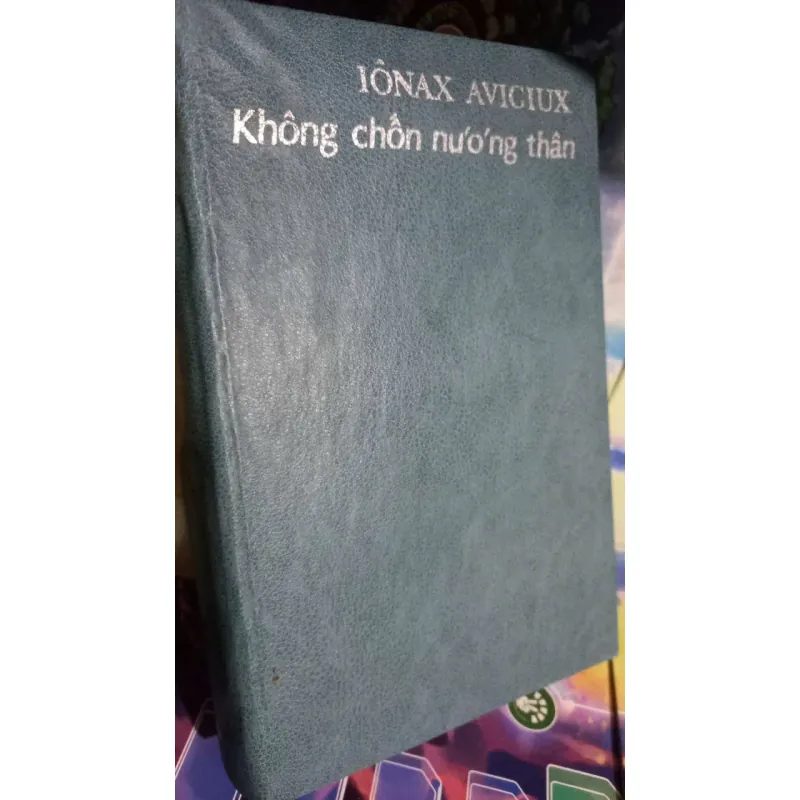 IÔNAX AVICIUX
Không chốn nương thân